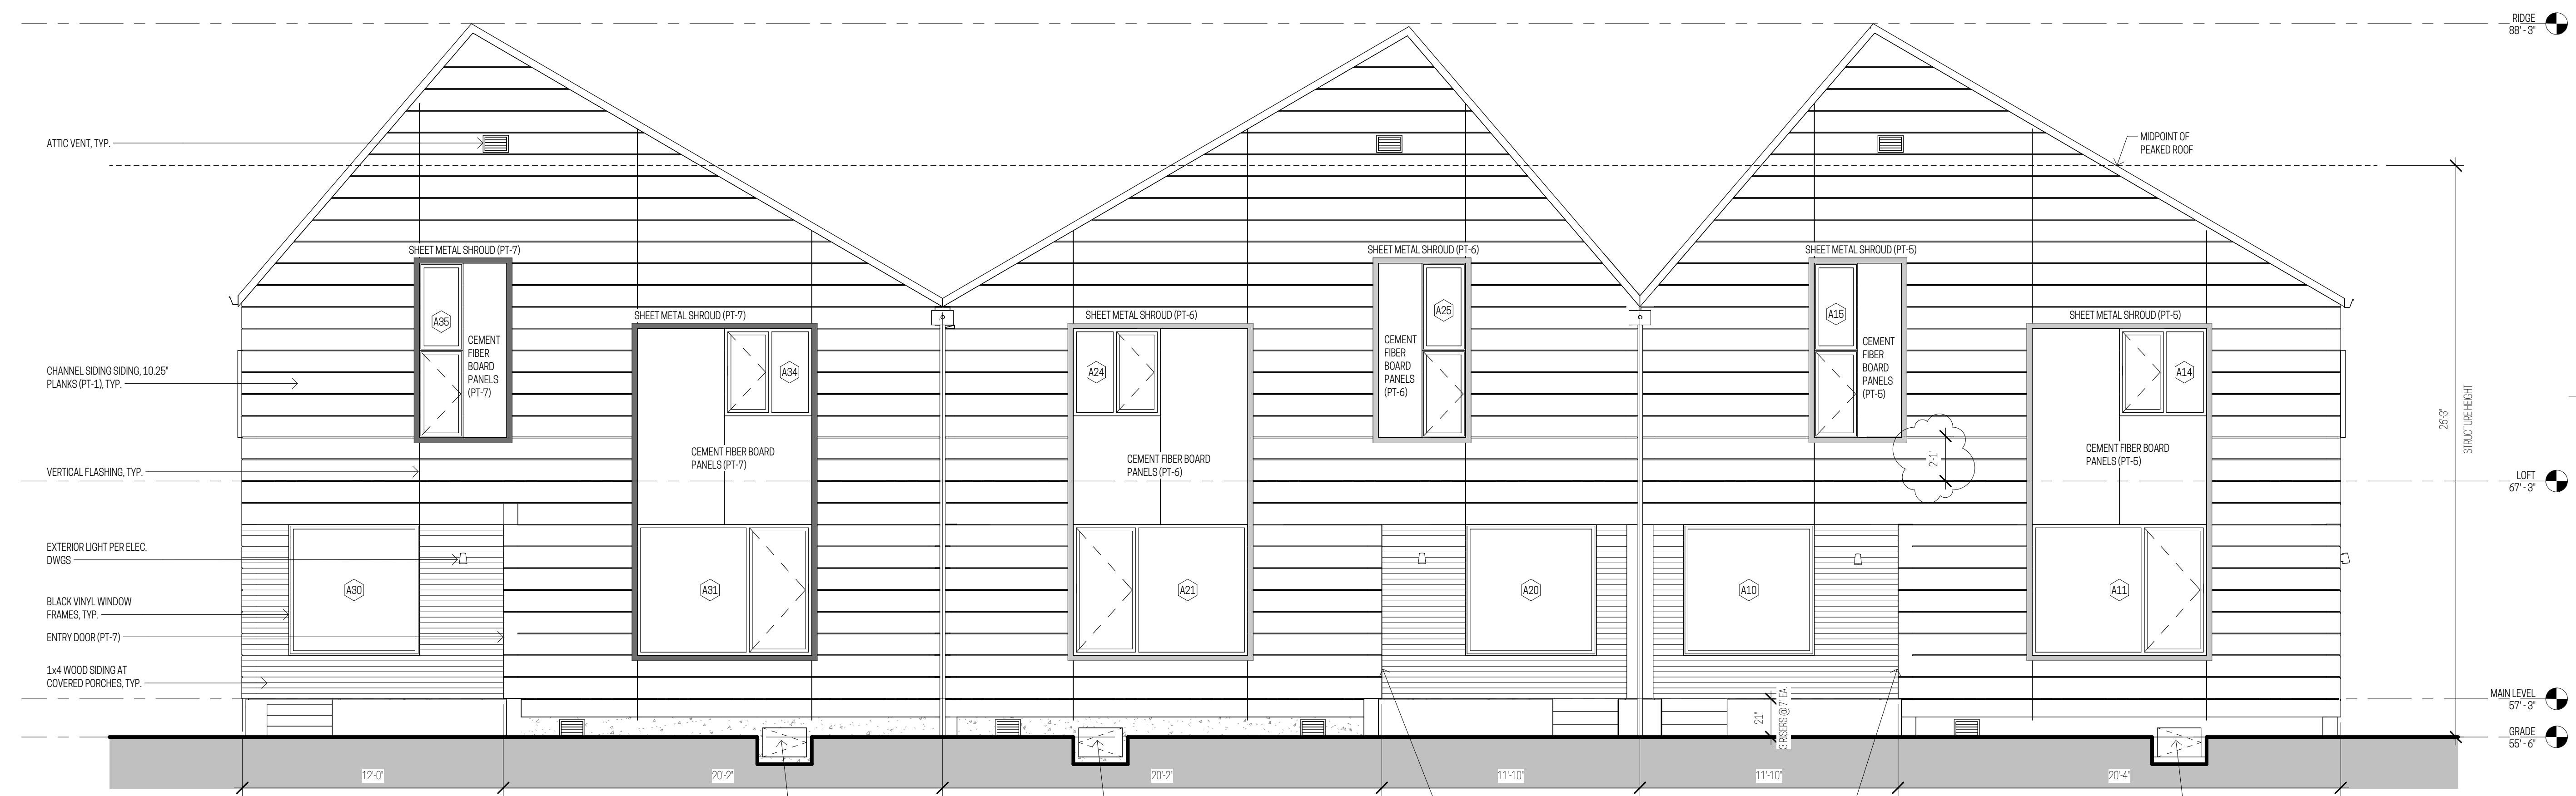 RIDGE
88' - 3"
ATTIC VENT, TYP.
MIDPOINT OF
PEAKED ROOF
SHEET METAL SHROUD (PT-7)
SHEET METAL SHROUD (PT-6)
SHEET METAL SHROUD (PT-5)
SHEET METAL SHROUD (PT-7)
SHEET METAL SHROUD (PT-6)
SHEET METAL SHROUD (PT-5)
A35
CEMENT
FIBER
BOARD
PANELS
(PT-7)
A34
A24
CEMENT
FIBER
BOARD
PANELS
(PT-6)
A25
A15
CEMENT
FIBER
BOARD
PANELS
(PT-5)
A14
CHANNEL SIDING SIDING, 10.25"
PLANKS (PT-1), TYP.
26'-3"
STRUCTURE HEIGHT
CEMENT FIBER BOARD
PANELS (PT-7)
CEMENT FIBER BOARD
PANELS (PT-6)
2'-1"
CEMENT FIBER BOARD
PANELS (PT-5)
VERTICAL FLASHING, TYP.
LOFT
67' - 3"
EXTERIOR LIGHT PER ELEC.
DWGS
A30
A31
A21
A20
A10
A11
BLACK VINYL WINDOW
FRAMES, TYP.
ENTRY DOOR (PT-7)
1x4 WOOD SIDING AT
COVERED PORCHES, TYP.
MAIN LEVEL
57' - 3"
21"
3 RISERS @ 7" EA.
GRADE
55' - 6"
12'-0"
20'-2"
20'-2"
11'-10"
11'-10"
20'-4"